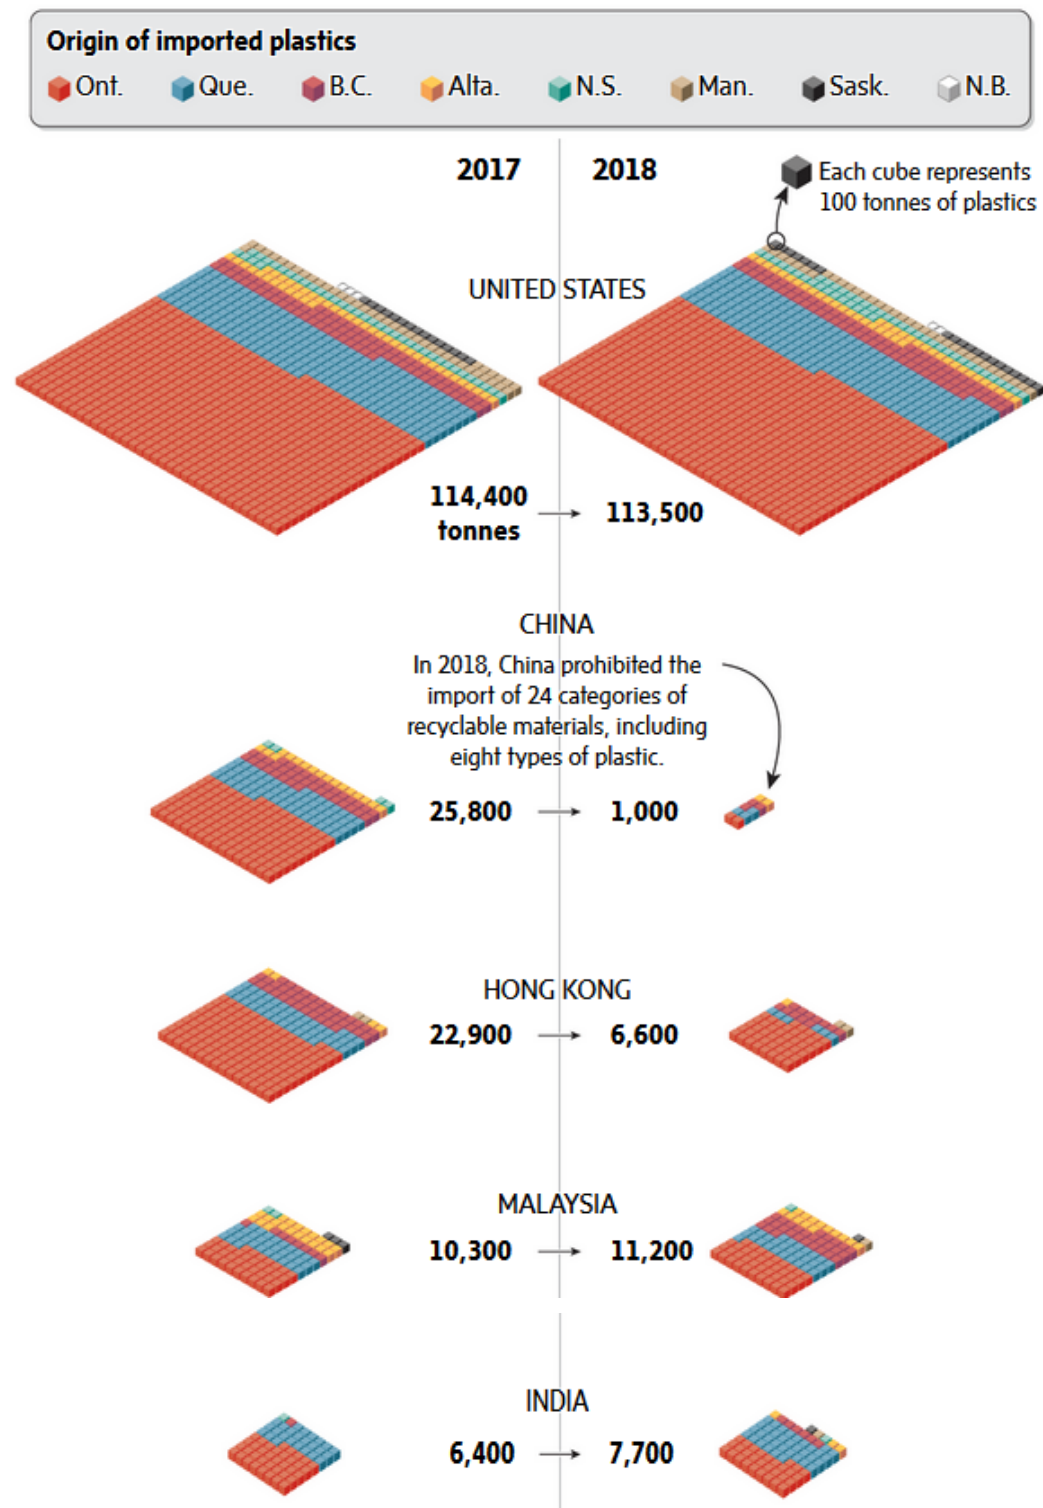 Origin of imported plastics
Ont. Que. B.C. Alta. N.S. Man. Sask. N.B.
2017 2018
Each cube represents
100 tonnes of plastics
UNITED STATES
114,400
tonnes
113,500
CHINA
In 2018, China prohibited the
import of 24 categories of
recyclable materials, including
eight types of plastic.
25,800 1,000
HONG KONG
22,900 6,600
MALAYSIA
10,300 11,200
INDIA
6,400 7,700